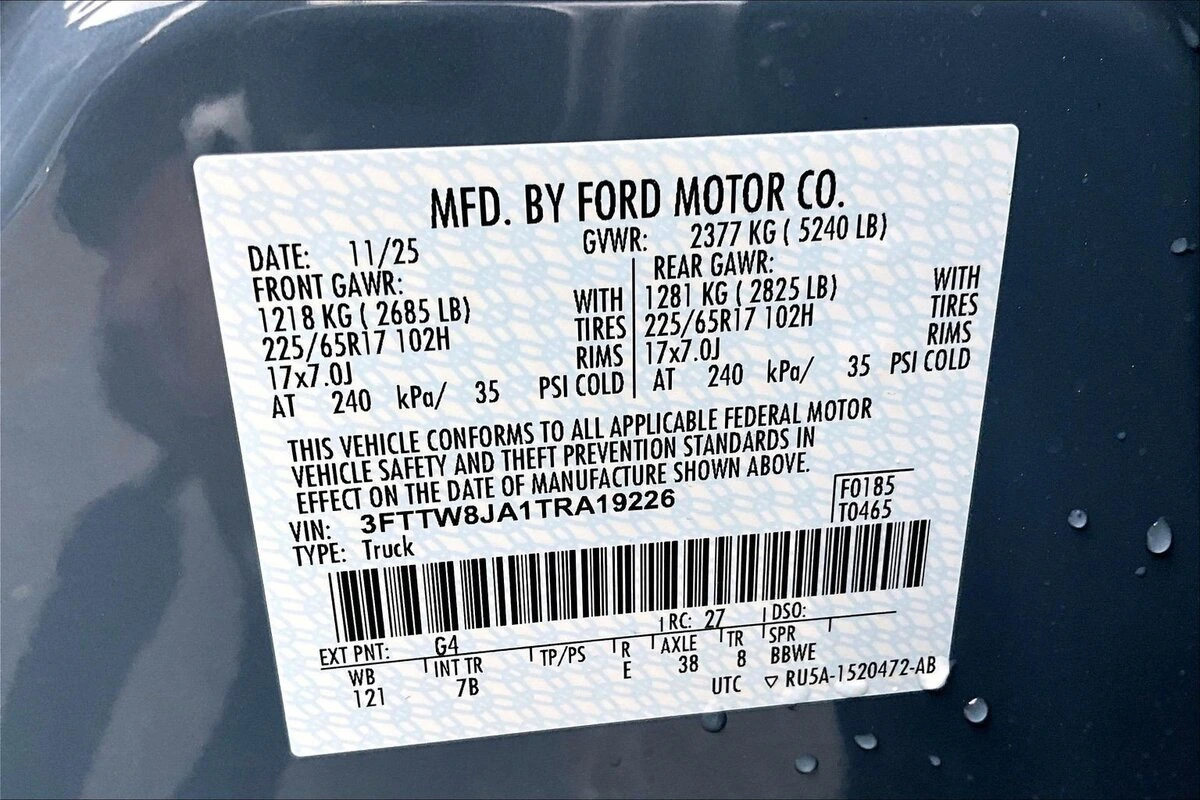 MFD. BY FORD MOTOR CO.
DATE: 11/25 GVWR: 2377 KG ( 5240 LB)
FRONT GAWR: REAR GAWR:
1218 KG ( 2685 LB) WITH 1281 KG ( 2825 LB) WITH
225/65R17 102H TIRES 225/65R17 102H TIRES
17x7.0J RIMS 17x7.0J RIMS
AT 240 kPa/ 35 PSI COLD AT 240 kPa/ 35 PSI COLD
THIS VEHICLE CONFORMS TO ALL APPLICABLE FEDERAL MOTOR
VEHICLE SAFETY AND THEFT PREVENTION STANDARDS IN
EFFECT ON THE DATE OF MANUFACTURE SHOWN ABOVE.
VIN: 3FTTW8JA1TRA19226 F0185
TYPE: Truck T0465
EXT PNT: G4 RC: 27 DSO:
WB INT TR TP/PS R AXLE TR SPR
121 7B E 38 8 BBWE
UTC ▽ RU5A-1520472-AB